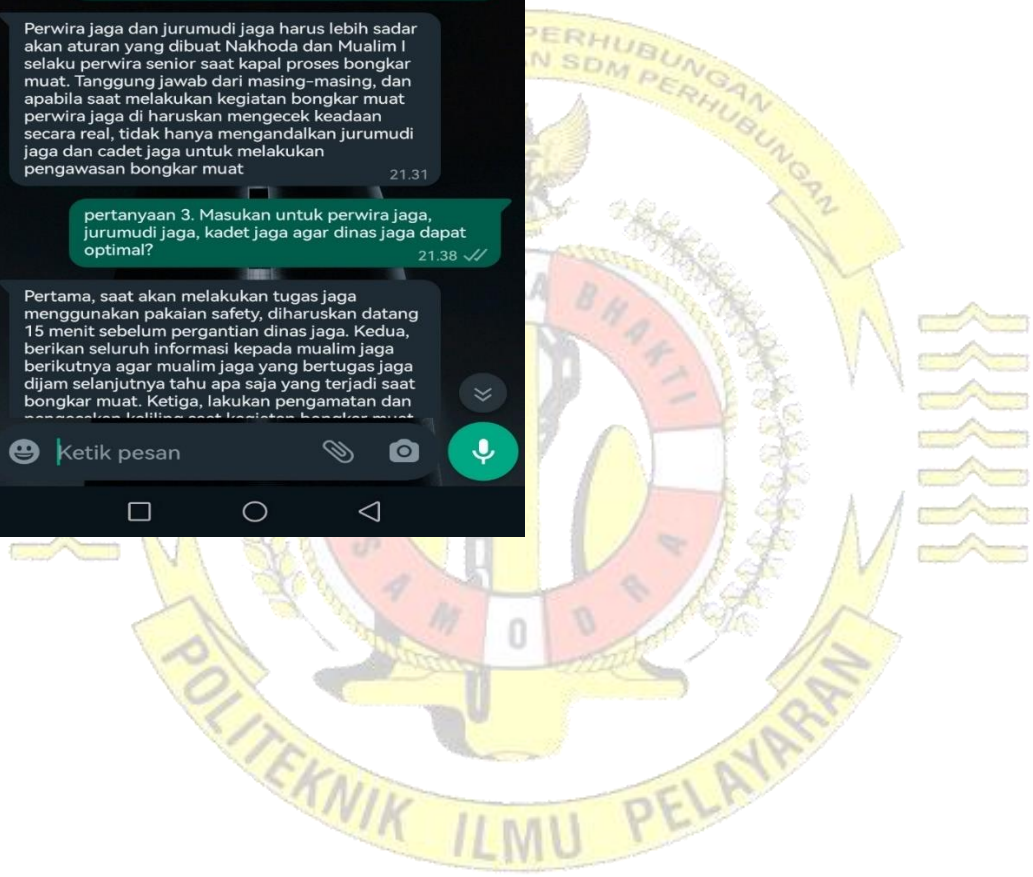 Perwira jaga dan jurumudi jaga harus lebih sadar
akan aturan yang dibuat Nakhoda dan Mualim I
selaku perwira senior saat kapal proses bongkar
muat. Tanggung jawab dari masing-masing, dan
apabila saat melakukan kegiatan bongkar muat
perwira jaga di haruskan mengecek keadaan
secara real, tidak hanya mengandalkan jurumudi
jaga dan cadet jaga untuk melakukan
pengawasan bongkar muat
21.31
pertanyaan 3. Masukan untuk perwira jaga,
jurumudi jaga, kadet jaga agar dinas jaga dapat
optimal?
21.38
Pertama, saat akan melakukan tugas jaga
menggunakan pakaian safety, diharuskan datang
15 menit sebelum pergantian dinas jaga. Kedua,
berikan seluruh informasi kepada mualim jaga
berikutnya agar mualim jaga yang bertugas jaga
dijam selanjutnya tahu apa saja yang terjadi saat
bongkar muat. Ketiga, lakukan pengamatan dan
Ketik pesan
PERHUBUNGAN
SDM PERHUBUNGAN
BHAKTI
SAMODRA
POLITEKNIK ILMU PELAYARAN